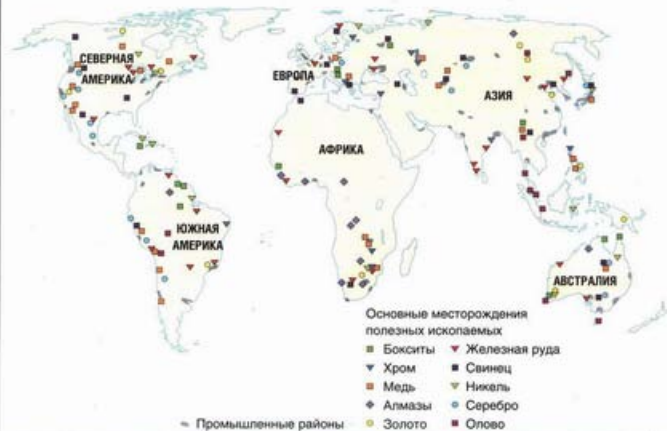 СЕВЕРНАЯ
АМЕРИКА
ЕВРОПА
АЗИЯ
АФРИКА
ЮЖНАЯ
АМЕРИКА
АВСТРАЛИЯ
Основные месторождения
полезных ископаемых
Бокситы Железная руда
Хром Свинец
Медь Никель
Алмазы Серебро
Промышленные районы Золото Олово